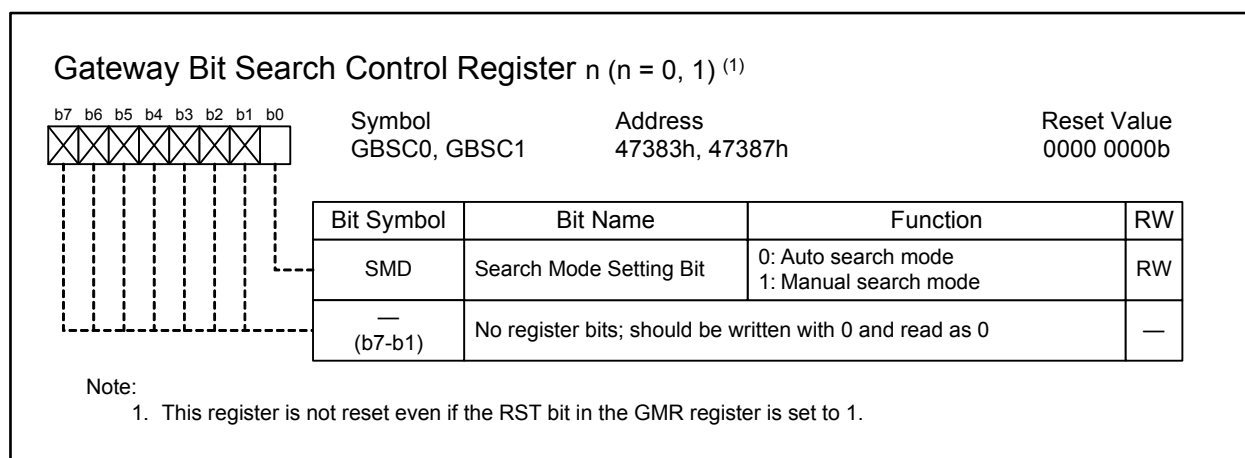 Gateway Bit Search Control Register n (n = 0, 1) (1)
b7 b6 b5 b4 b3 b2 b1 b0
Symbol Address Reset Value
GBSC0, GBSC1 47383h, 47387h 0000 0000b
Bit Symbol Bit Name Function RW
SMD Search Mode Setting Bit 0: Auto search mode RW
1: Manual search mode
— No register bits; should be written with 0 and read as 0 —
(b7-b1)
Note:
1. This register is not reset even if the RST bit in the GMR register is set to 1.